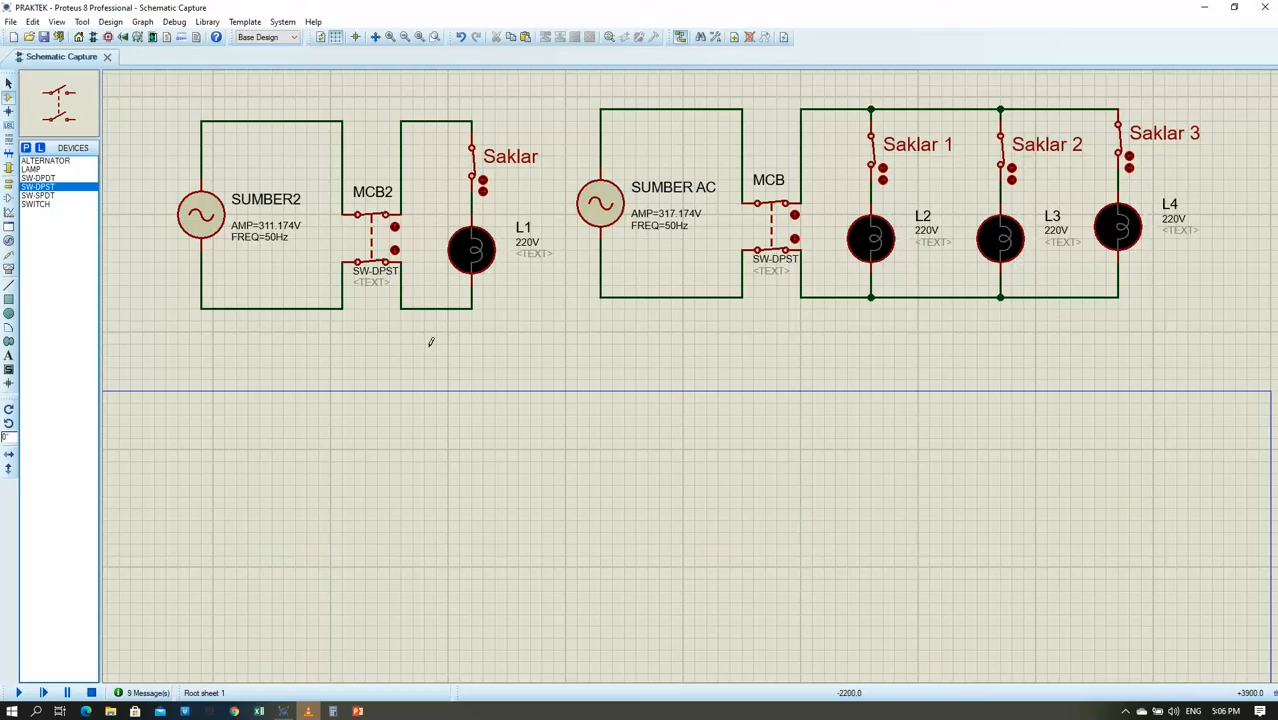 PRAKTEK - Proteus 8 Professional - Schematic Capture
File Edit View Tool Design Graph Debug Library Template System Help
Base Design
Schematic Capture
P L DEVICES
ALTERNATOR
LAMP
SW-DPDT
SW-DPST
SW-SPDT
SWITCH
0°
SUMBER2
AMP=311.174V
FREQ=50Hz
MCB2
SW-DPST
<TEXT>
Saklar
L1
220V
<TEXT>
SUMBER AC
AMP=317.174V
FREQ=50Hz
MCB
SW-DPST
<TEXT>
Saklar 1
L2
220V
<TEXT>
Saklar 2
L3
220V
<TEXT>
Saklar 3
L4
220V
<TEXT>
9 Message(s) Root sheet 1 -2200.0 +3900.0
5:06 PM